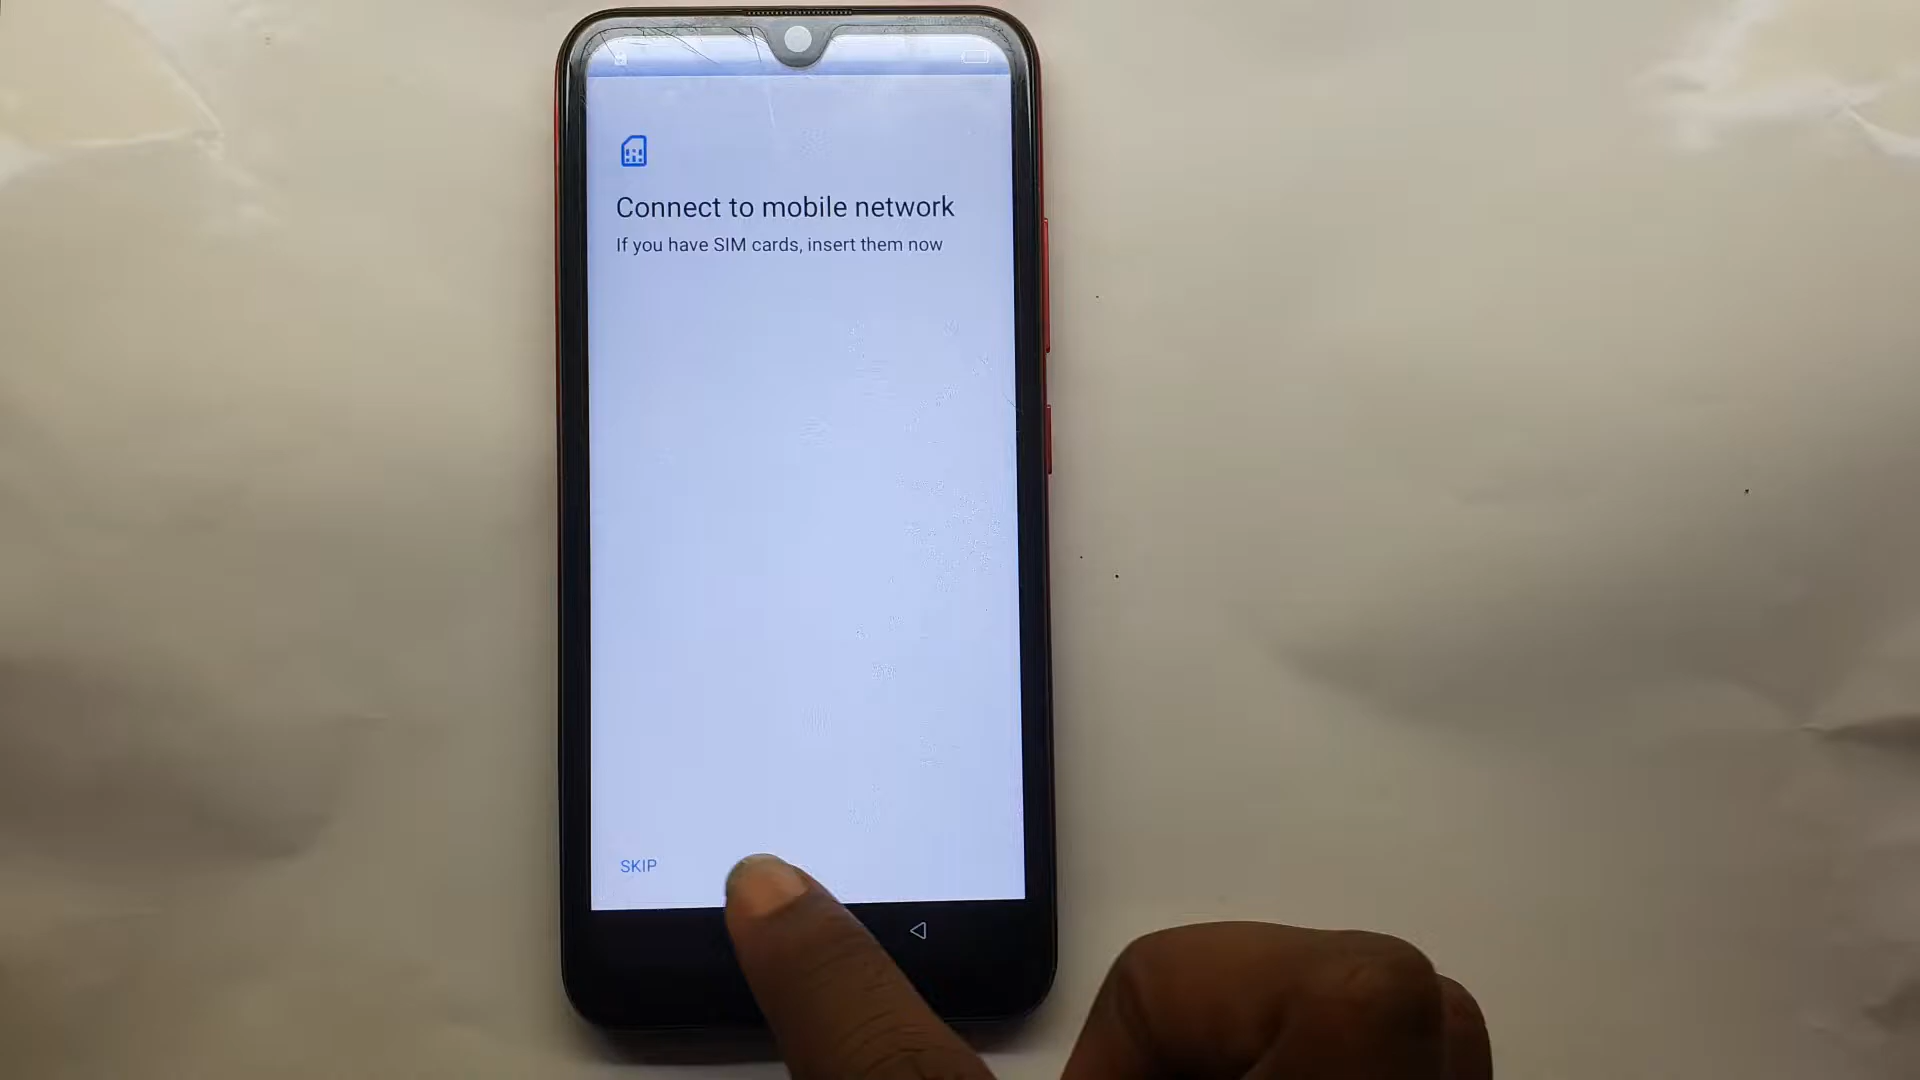 Connect to mobile network
If you have SIM cards, insert them now
SKIP